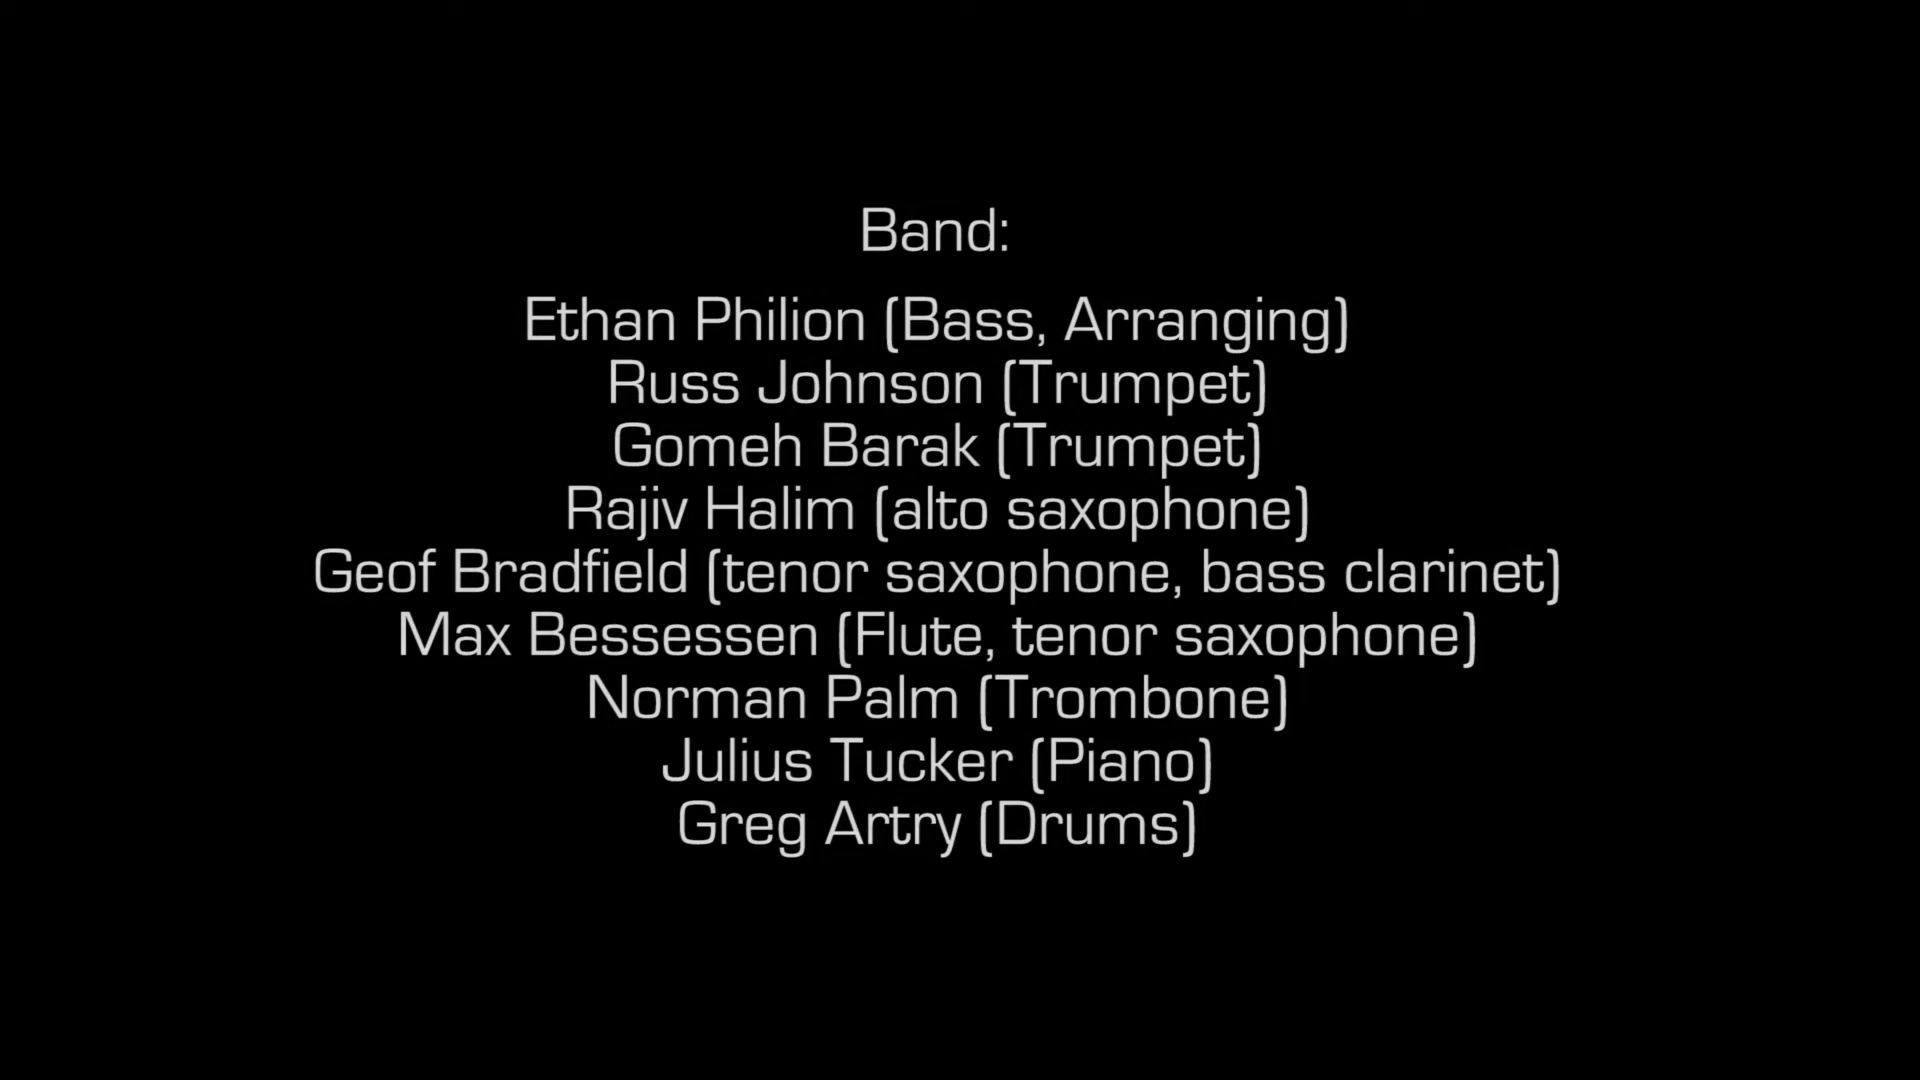 Band:
Ethan Philion (Bass, Arranging)
Russ Johnson (Trumpet)
Gomeh Barak (Trumpet)
Rajiv Halim (alto saxophone)
Geof Bradfield (tenor saxophone, bass clarinet)
Max Bessessen (Flute, tenor saxophone)
Norman Palm (Trombone)
Julius Tucker (Piano)
Greg Artry (Drums)